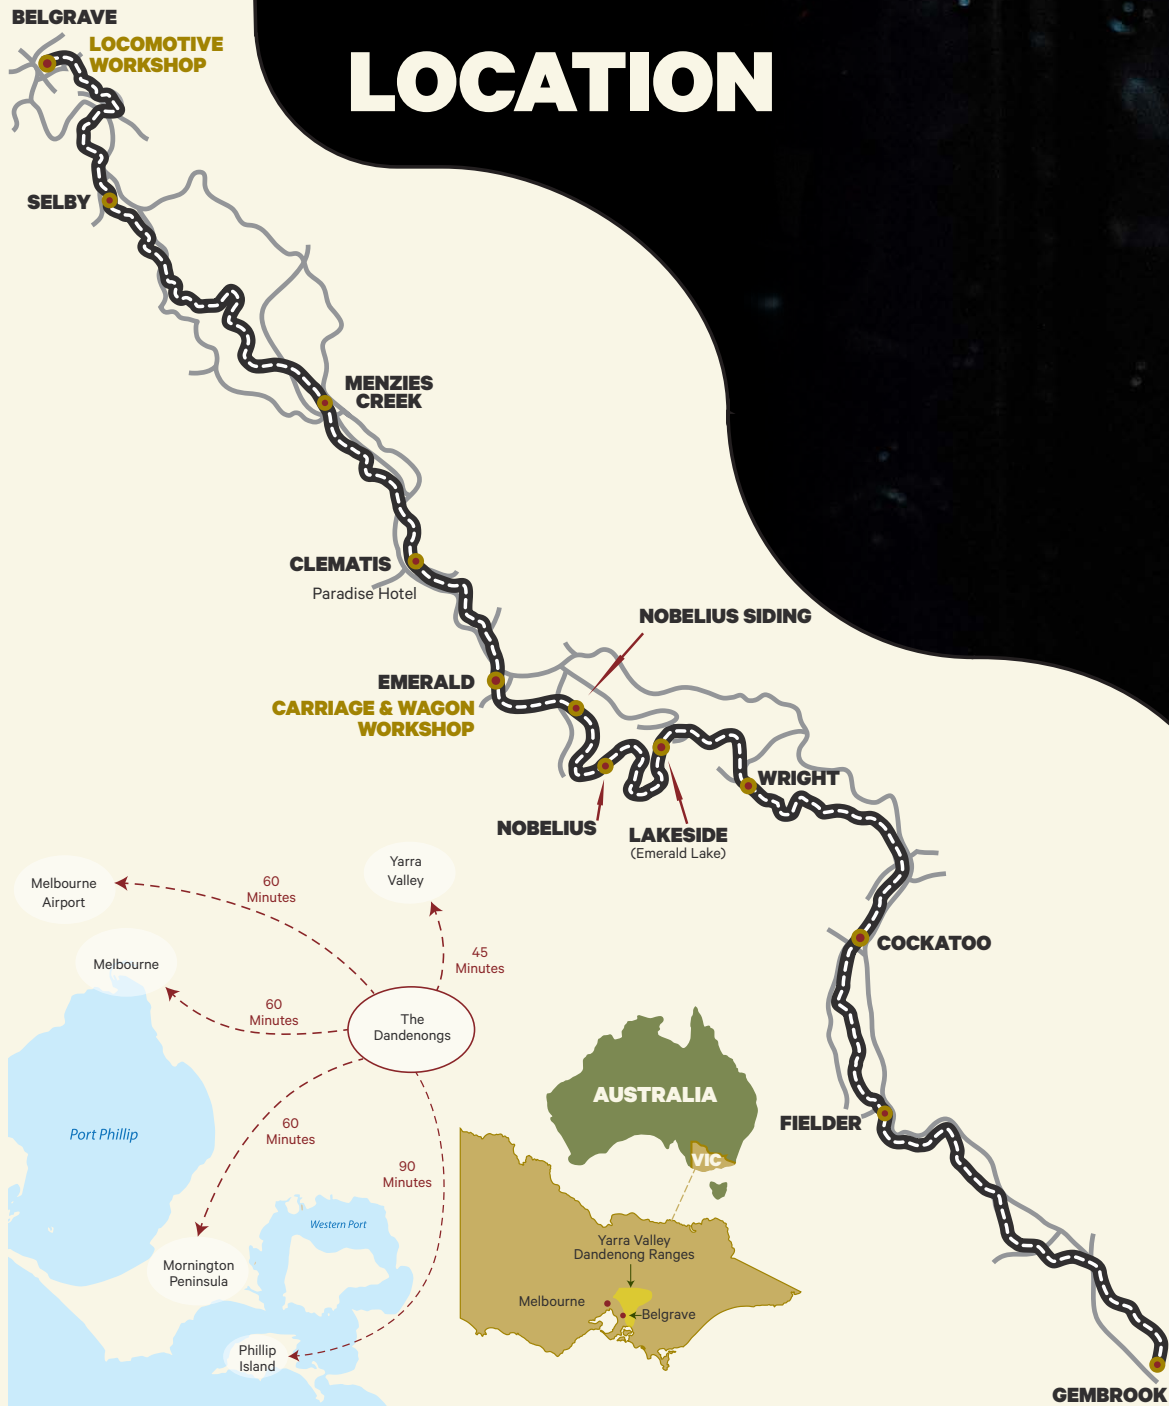 BELGRAVE
LOCOMOTIVE
WORKSHOP
LOCATION
SELBY
MENZIES
CREEK
CLEMATIS
Paradise Hotel
NOBELIUS SIDING
EMERALD
CARRIAGE & WAGON
WORKSHOP
WRIGHT
NOBELIUS
LAKESIDE
(Emerald Lake)
COCKATOO
FIELDER
GEMBROOK
Melbourne
Airport
60
Minutes
Yarra
Valley
45
Minutes
Melbourne
60
Minutes
The
Dandenongs
Port Phillip
60
Minutes
90
Minutes
Western Port
Mornington
Peninsula
Phillip
Island
AUSTRALIA
VIC
Yarra Valley
Dandenong Ranges
Melbourne
Belgrave